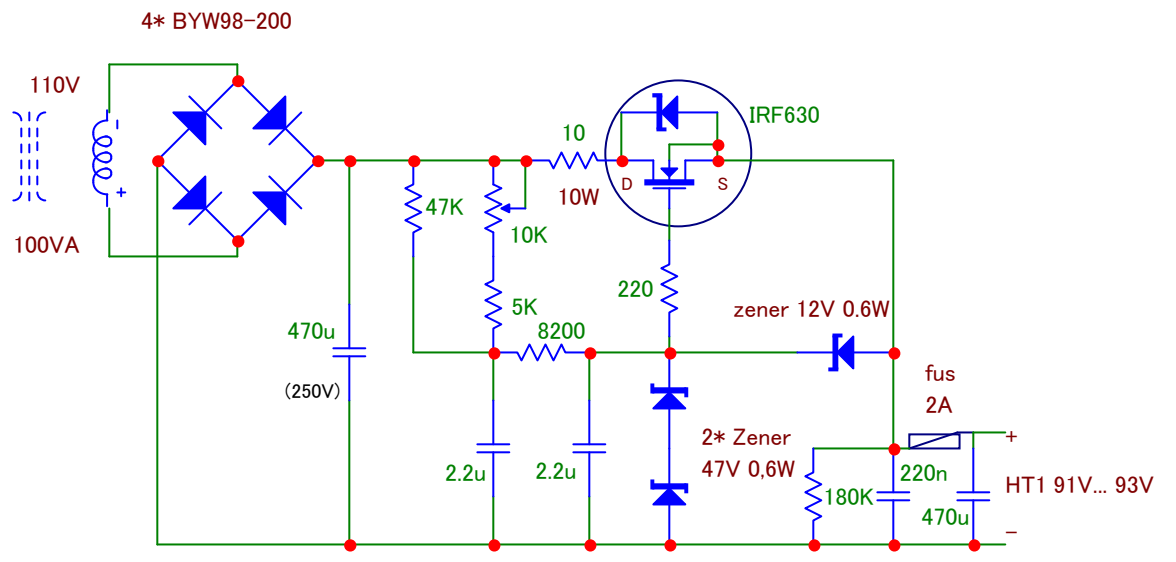 4* BYW98-200
110V
100VA
470u
(250V)
47K
10K
5K
8200
2.2u
2.2u
10
10W
IRF630
D
S
220
zener 12V 0.6W
2* Zener
47V 0,6W
fus
2A
180K
220n
470u
+
HT1 91V... 93V
-
-
+